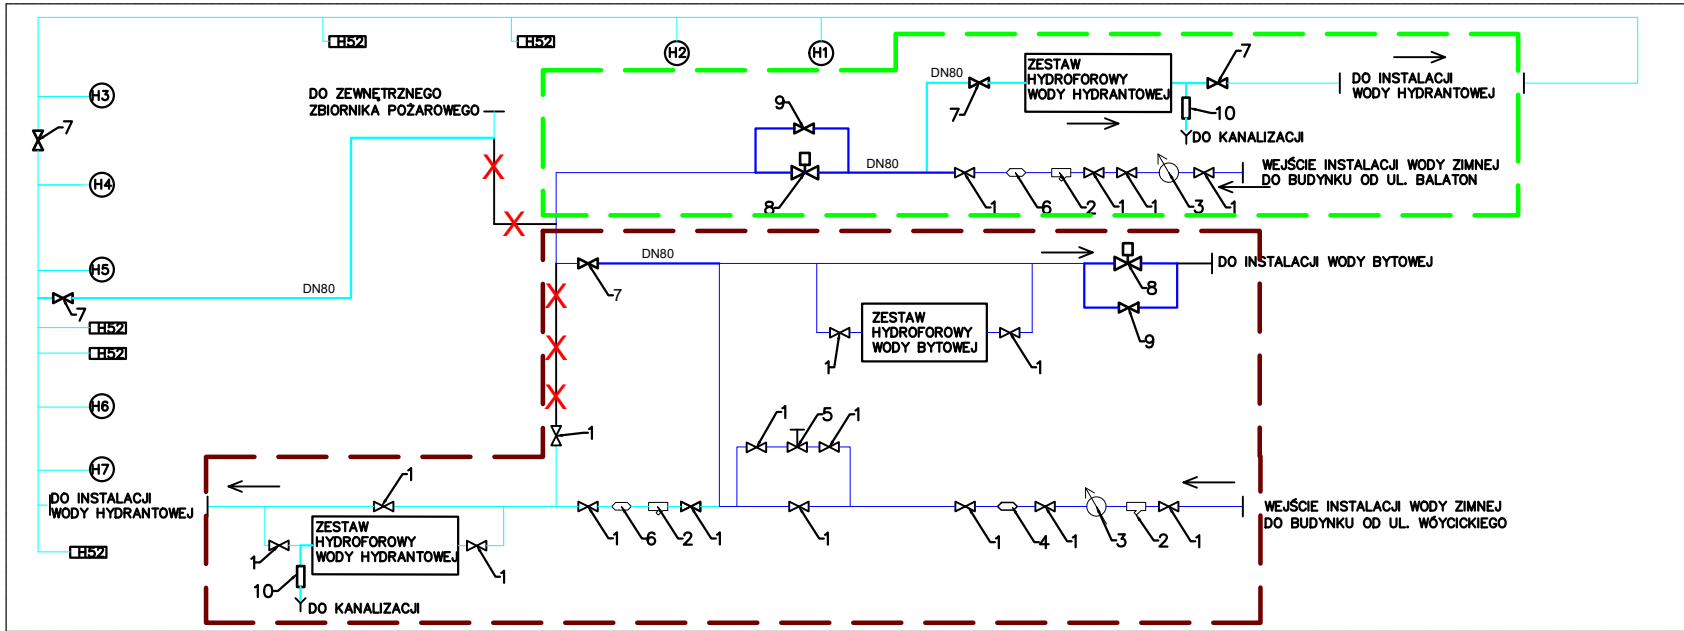 H52
H52
H2
H1
H3
7
H4
H5
DN80
7
H52
H52
H6
H7
H52
DO ZEWNĘTRZNEGO
ZBIORNIKA POŻAROWEGO
X
X
DN80
7
ZESTAW
HYDROFOROWY
WODY HYDRANTOWEJ
7
10
DO KANALIZACJI
DO INSTALACJI
WODY HYDRANTOWEJ
9
8
DN80
1
6
2
1
1
3
1
WEJŚCIE INSTALACJI WODY ZIMNEJ
DO BUDYNKU OD UL. BALATON
7
DN80
X
X
X
1
8
9
DO INSTALACJI WODY BYTOWEJ
1
ZESTAW
HYDROFOROWY
WODY BYTOWEJ
1
1
5
1
DO INSTALACJI
WODY HYDRANTOWEJ
1
1
ZESTAW
HYDROFOROWY
WODY HYDRANTOWEJ
1
10
DO KANALIZACJI
1
6
2
1
1
1
4
1
3
2
1
WEJŚCIE INSTALACJI WODY ZIMNEJ
DO BUDYNKU OD UL. WÓYCICKIEGO